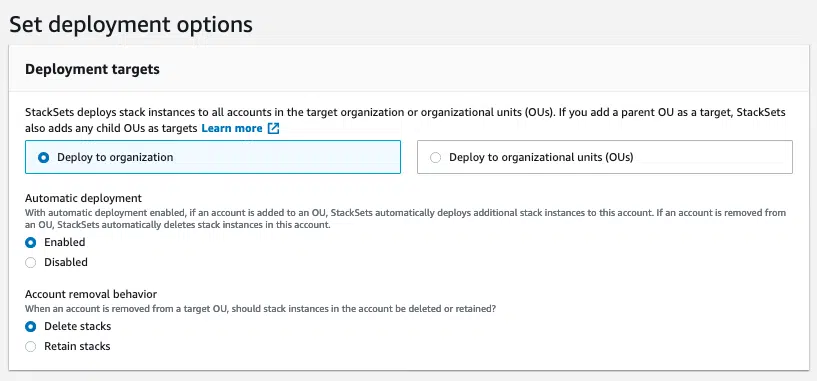 Set deployment options
Deployment targets
StackSets deploys stack instances to all accounts in the target organization or organizational units (OUs). If you add a parent OU as a target, StackSets
also adds any child OUs as targets Learn more
Deploy to organization
Deploy to organizational units (OUs)
Automatic deployment
With automatic deployment enabled, if an account is added to an OU, StackSets automatically deploys additional stack instances to this account. If an account is removed from
an OU, StackSets automatically deletes stack instances in this account.
Enabled
Disabled
Account removal behavior
When an account is removed from a target OU, should stack instances in the account be deleted or retained?
Delete stacks
Retain stacks